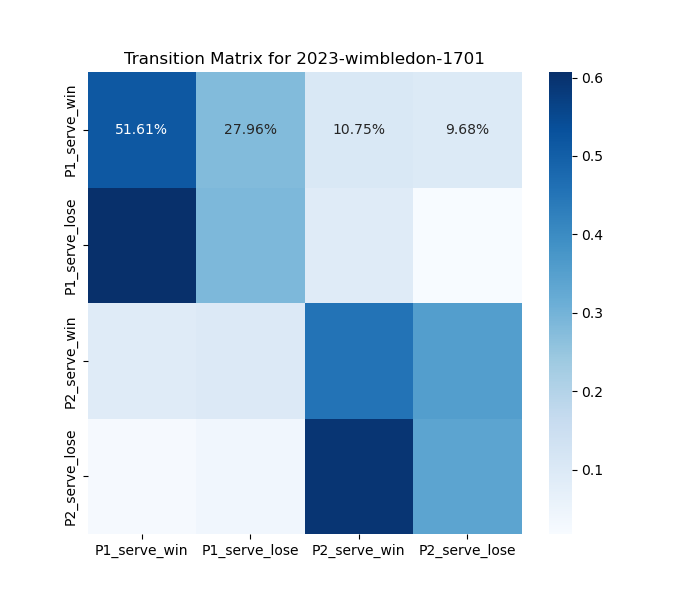 Transition Matrix for 2023-wimbledon-1701
P1_serve_win
51.61%
27.96%
10.75%
9.68%
P1_serve_lose
P2_serve_win
P2_serve_lose
P1_serve_win
P1_serve_lose
P2_serve_win
P2_serve_lose
0.6
0.5
0.4
0.3
0.2
0.1